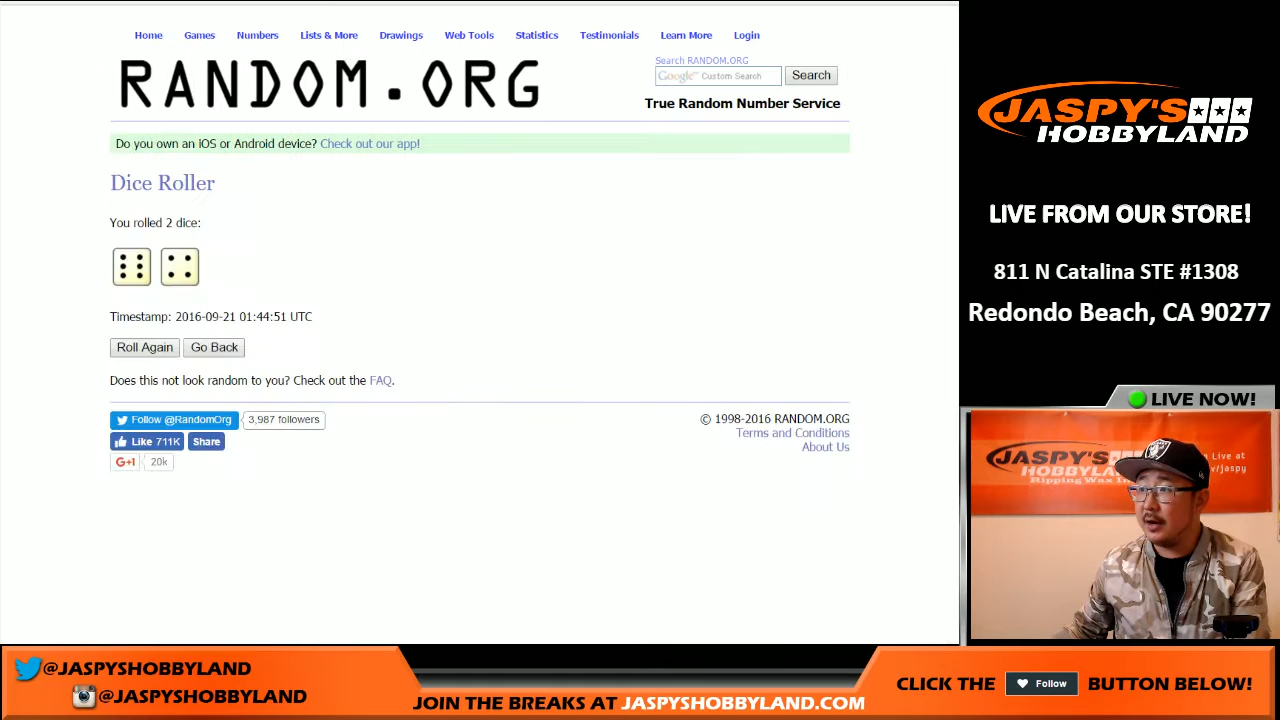 Home Games Numbers Lists & More Drawings Web Tools Statistics Testimonials Learn More Login
RANDOM.ORG
Search RANDOM.ORG
Google™ Custom Search Search
True Random Number Service
Do you own an iOS or Android device? Check out our app!
Dice Roller
You rolled 2 dice:
Timestamp: 2016-09-21 01:44:51 UTC
Roll Again Go Back
Does this not look random to you? Check out the FAQ.
Follow @RandomOrg 3,987 followers
Like 711K Share
G+1 20k
© 1998-2016 RANDOM.ORG
Terms and Conditions
About Us
JASPY'S
HOBBYLAND
LIVE FROM OUR STORE!
811 N Catalina STE #1308
Redondo Beach, CA 90277
LIVE NOW!
JASPY'S
HOBBYLAND
Ripping Wax
Live at
/jaspy
@JASPYSHOBBYLAND
@JASPYSHOBBYLAND
JOIN THE BREAKS AT JASPYSHOBBYLAND.COM
CLICK THE Follow BUTTON BELOW!